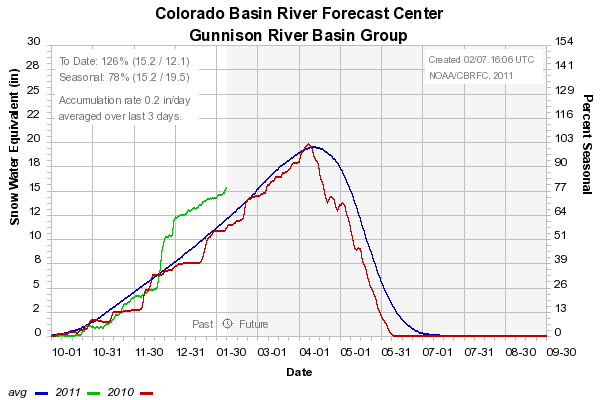 Colorado Basin River Forecast Center
Gunnison River Basin Group
To Date: 126% (15.2 / 12.1)
Seasonal: 78% (15.2 / 19.5)
Accumulation rate 0.2 in/day
averaged over last 3 days.
Created 02/07.16:06 UTC
NOAA/CBRFC, 2011
Snow Water Equivalent (in)
30
28
25
22
20
18
15
12
10
8
5
2
0
154
141
129
116
103
90
77
64
51
39
26
13
0
Percent Seasonal
Past Future
10-01 10-31 11-30 12-31 01-30 03-01 04-01 05-01 05-31 07-01 07-31 08-30 09-30
Date
avg 2011 2010